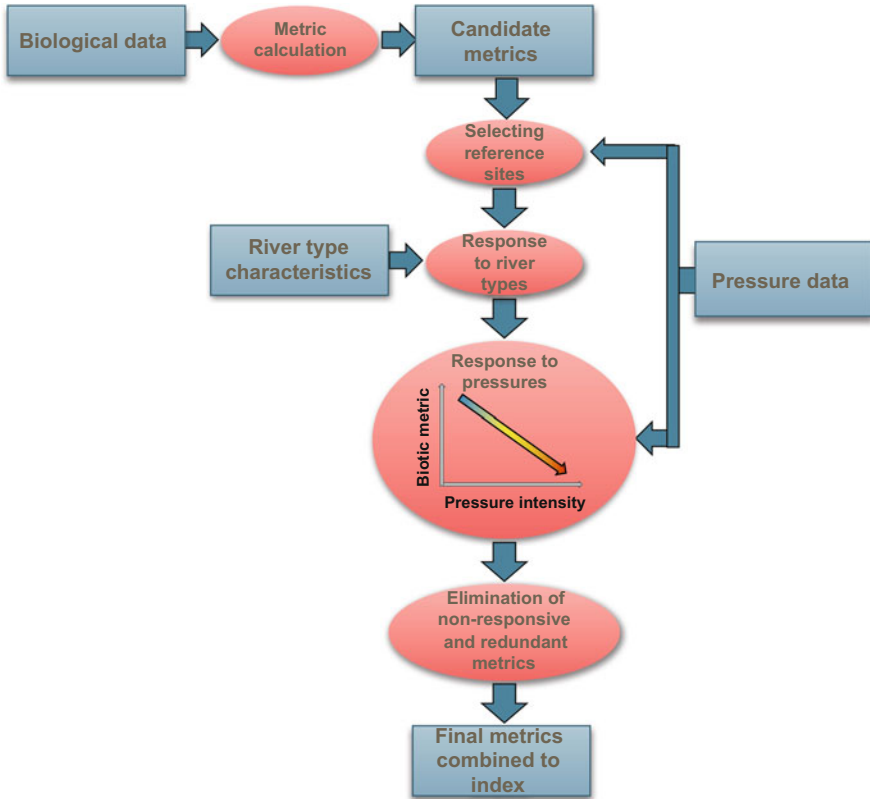 Biological data
Metric
calculation
Candidate
metrics
Selecting
reference
sites
River type
characteristics
Response
to river
types
Pressure data
Response to
pressures
Biotic metric
Pressure intensity
Elimination of
non-responsive
and redundant
metrics
Final metrics
combined to
index